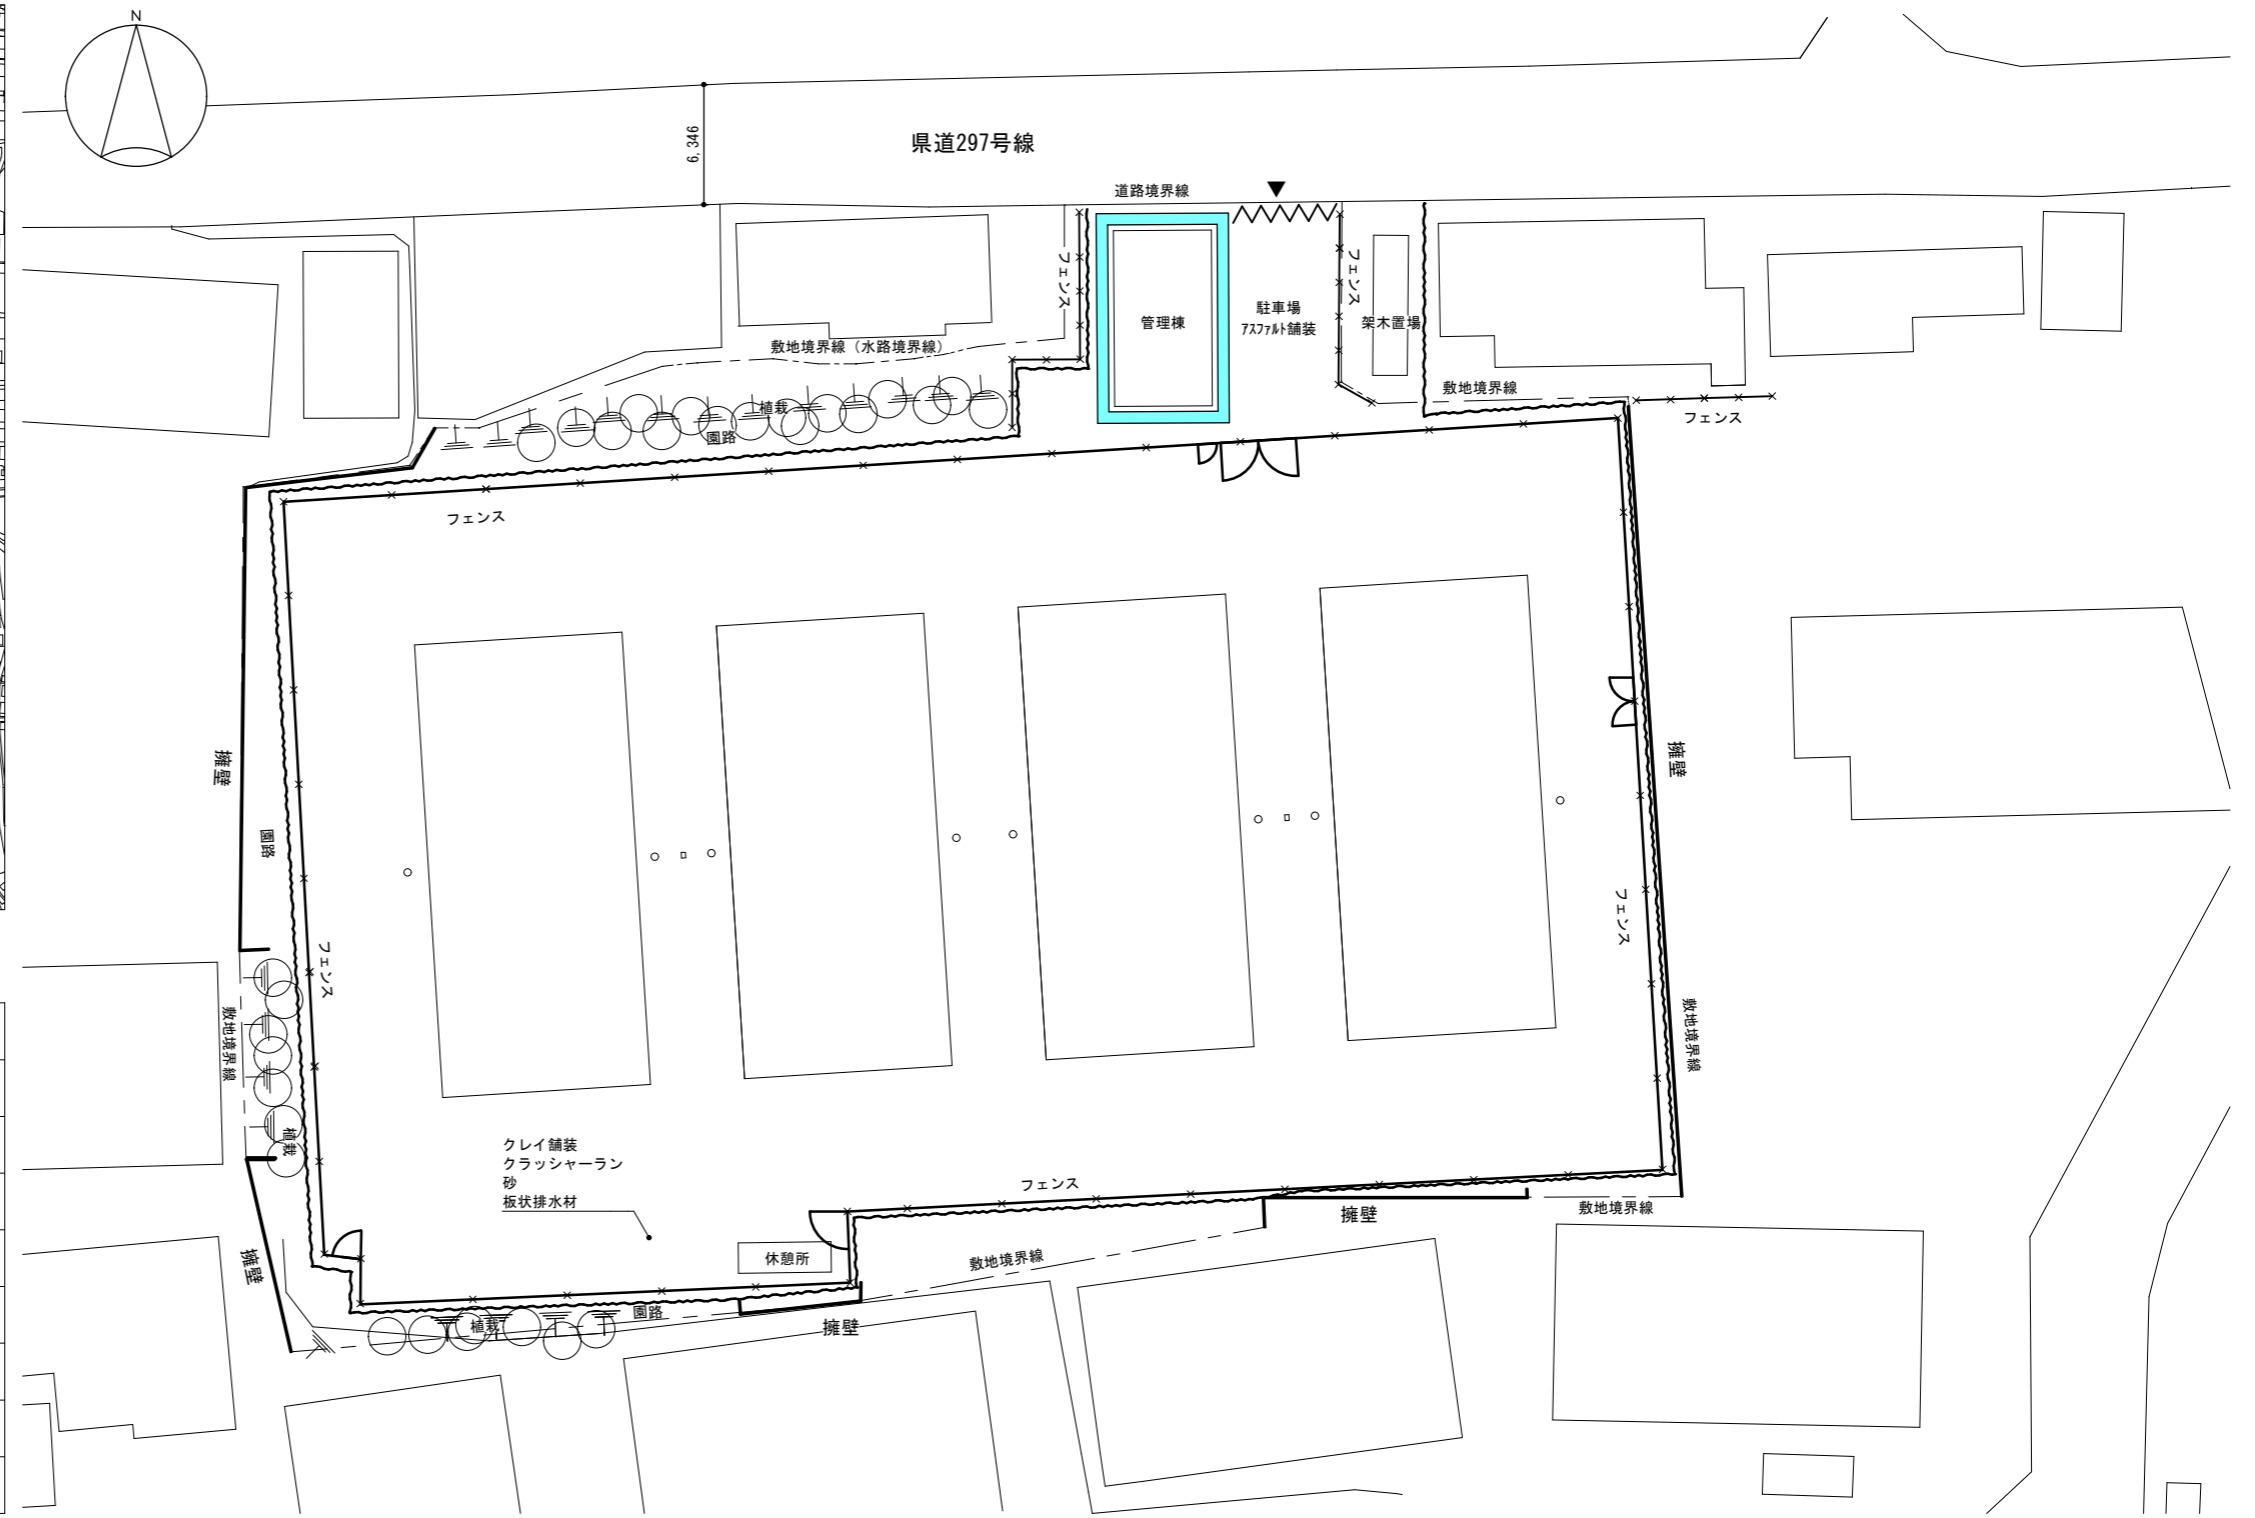 N
6,346
県道297号線
道路境界線
フェンス
管理棟
駐車場
アスファルト舗装
フェンス
架木置場
敷地境界線（水路境界線）
敷地境界線
フェンス
植栽
園路
フェンス
擁壁
園路
フェンス
敷地境界線
植栽
擁壁
擁壁
フェンス
敷地境界線
クレイ舗装
クラッシャーラン
砂
板状排水材
フェンス
擁壁
敷地境界線
休憩所
敷地境界線
園路
植栽
擁壁